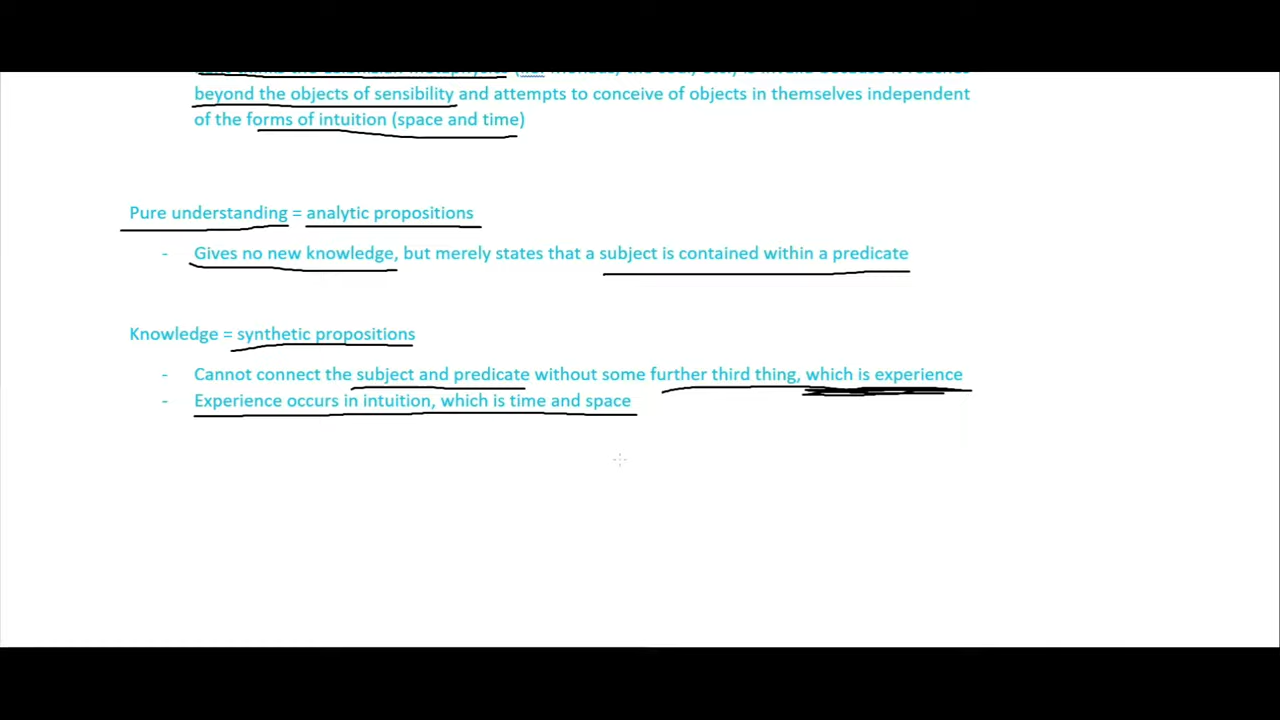 beyond the objects of sensibility and attempts to conceive of objects in themselves independent
of the forms of intuition (space and time)
Pure understanding = analytic propositions
- Gives no new knowledge, but merely states that a subject is contained within a predicate
Knowledge = synthetic propositions
- Cannot connect the subject and predicate without some further third thing, which is experience
- Experience occurs in intuition, which is time and space